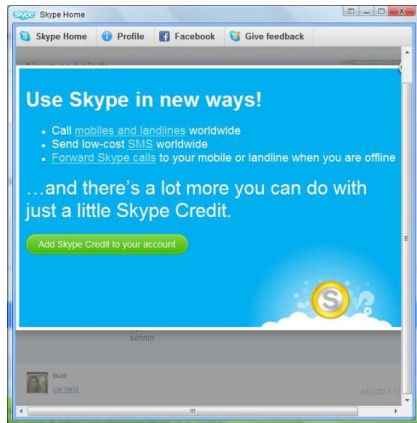 Skype Home
Skype Home Profile Facebook Give feedback
Use Skype in new ways!
Call mobiles and landlines worldwide
Send low-cost SMS worldwide
Forward Skype calls to your mobile or landline when you are offline
…and there's a lot more you can do with
just a little Skype Credit.
Add Skype Credit to your account
S
bust